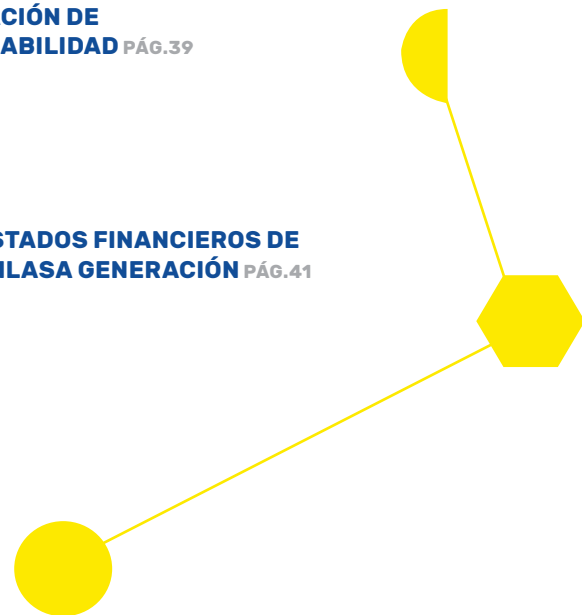 CIÓN DE
ABILIDAD PÁG.39
STADOS FINANCIEROS DE
ILASA GENERACIÓN PÁG.41